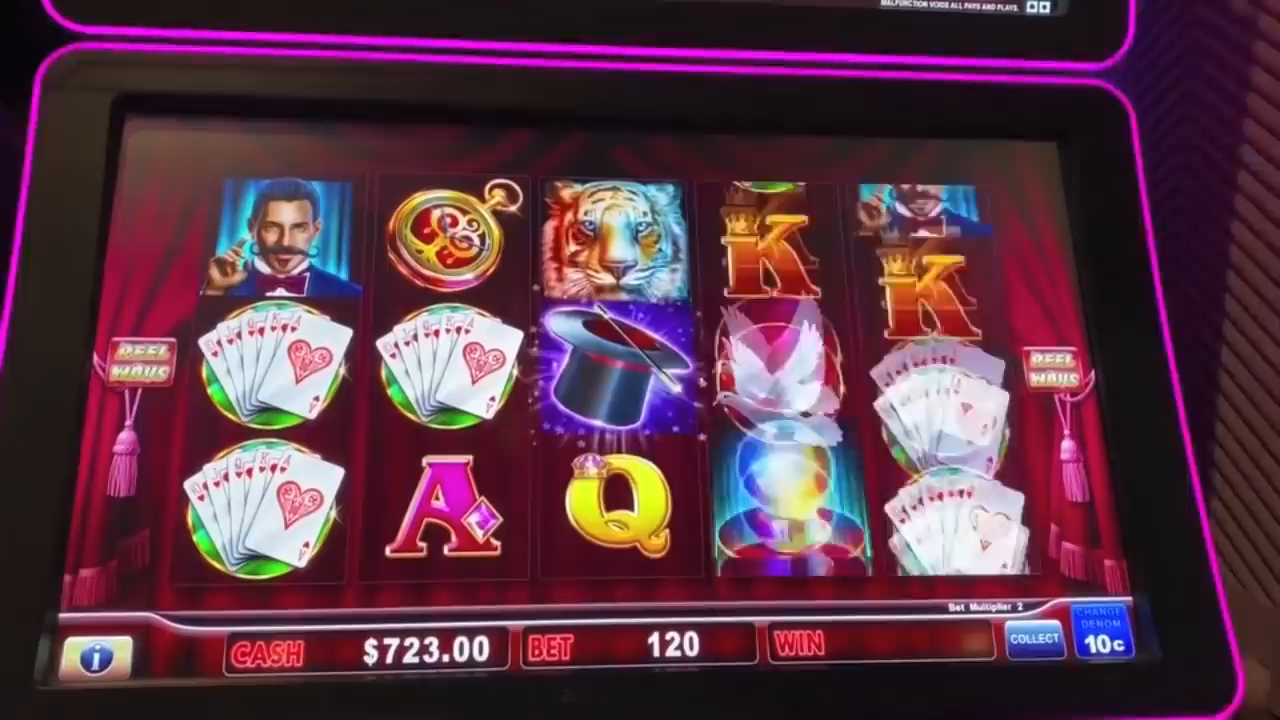 MALFUNCTION VOIDS ALL PAYS AND PLAYS.
K
K
REEL
WAYS
REEL
WAYS
A
Q
Bet Multiplier 2
CASH $723.00
BET 120
WIN
COLLECT
CHANGE
DENOM
10¢
i